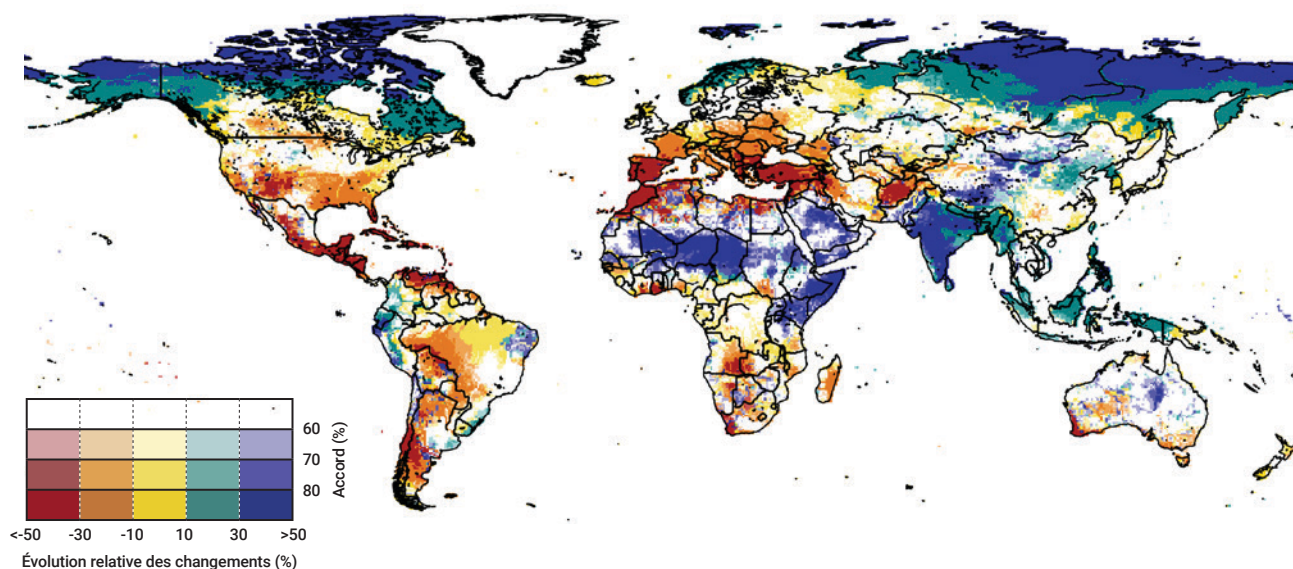 60
70
80
Accord (%)
<-50 -30 -10 10 30 >50
Évolution relative des changements (%)